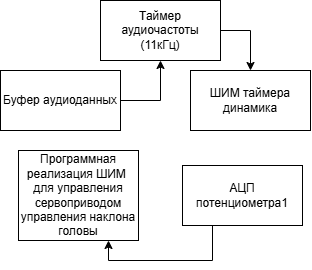 Таймер
аудиочастоты
(11кГц)
Буфер аудиоданных
ШИМ таймера
динамика
Программная
реализация ШИМ
для управления
сервоприводом
управления наклона
головы
АЦП
потенциометра1